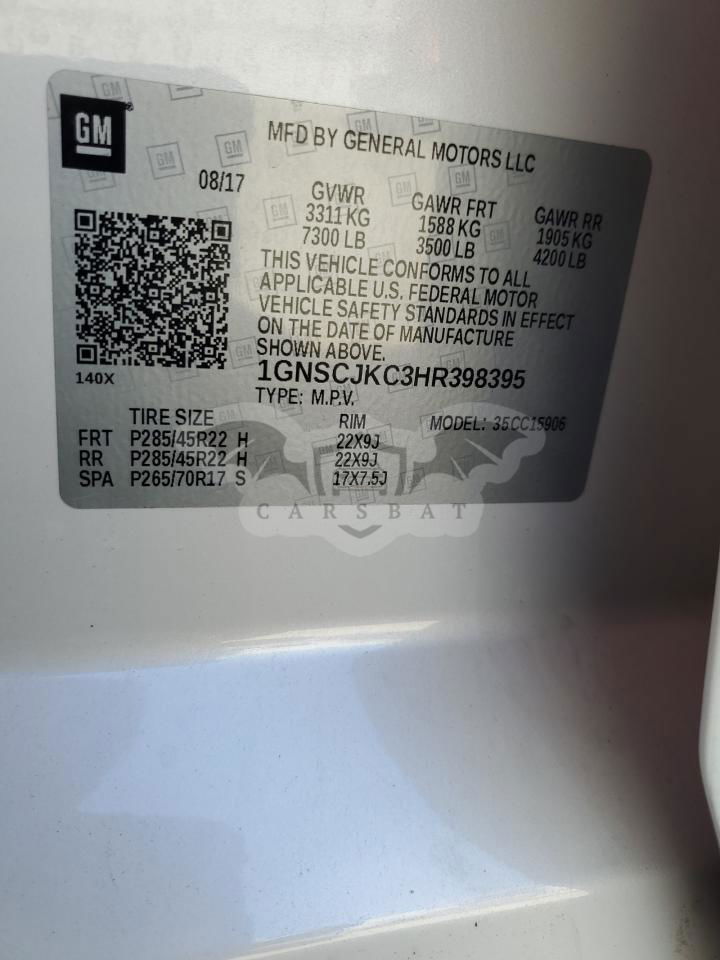 GM
MFD BY GENERAL MOTORS LLC
08/17
GVWR
3311 KG
7300 LB
GAWR FRT
1588 KG
3500 LB
GAWR RR
1905 KG
4200 LB
THIS VEHICLE CONFORMS TO ALL
APPLICABLE U.S. FEDERAL MOTOR
VEHICLE SAFETY STANDARDS IN EFFECT
ON THE DATE OF MANUFACTURE
SHOWN ABOVE.
140X
1GNSCJKC3HR398395
TYPE: M.P.V.
MODEL: 35CC15906
TIRE SIZE RIM
FRT P285/45R22 H 22X9J
RR P285/45R22 H 22X9J
SPA P265/70R17 S 17X7.5J
CARSBAT